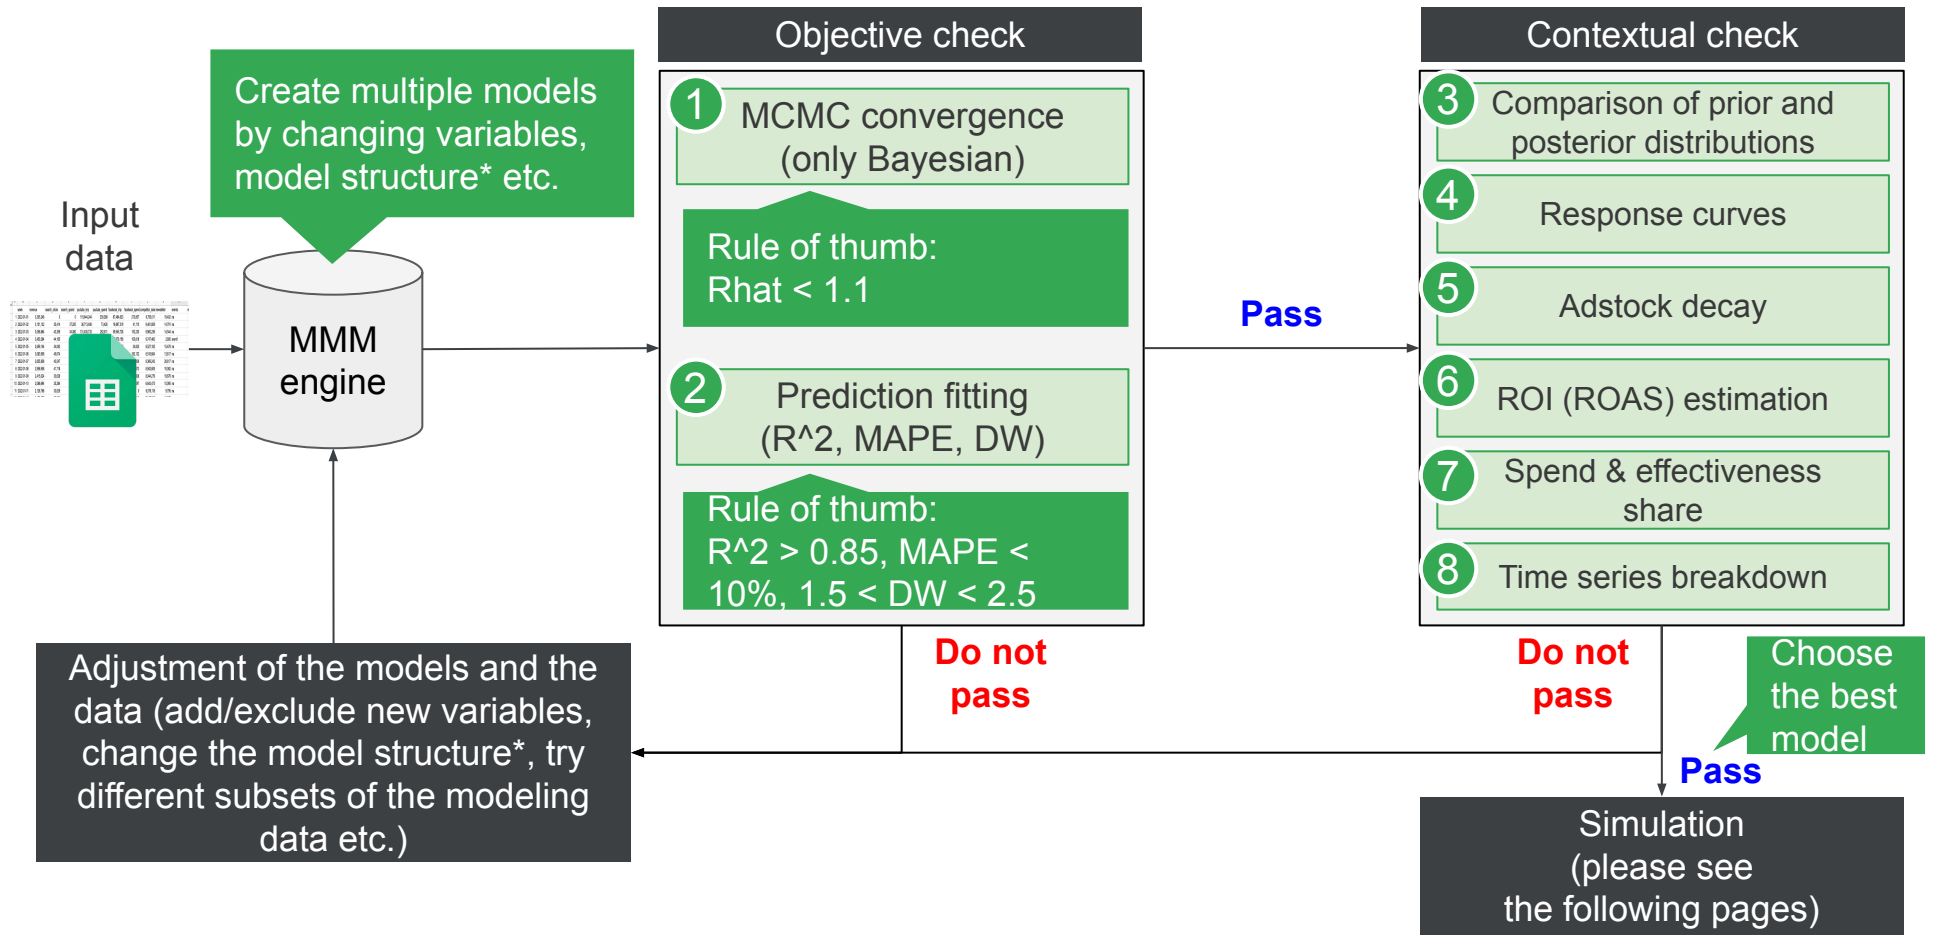 Objective check
Contextual check
Create multiple models
by changing variables,
model structure* etc.
Input
data
MMM
engine
1
MCMC convergence
(only Bayesian)
Rule of thumb:
Rhat < 1.1
2
Prediction fitting
(R^2, MAPE, DW)
Rule of thumb:
R^2 > 0.85, MAPE <
10%, 1.5 < DW < 2.5
Pass
3
Comparison of prior and
posterior distributions
4
Response curves
5
Adstock decay
6
ROI (ROAS) estimation
7
Spend & effectiveness
share
8
Time series breakdown
Do not
pass
Do not
pass
Choose
the best
model
Pass
Adjustment of the models and the
data (add/exclude new variables,
change the model structure*, try
different subsets of the modeling
data etc.)
Simulation
(please see
the following pages)